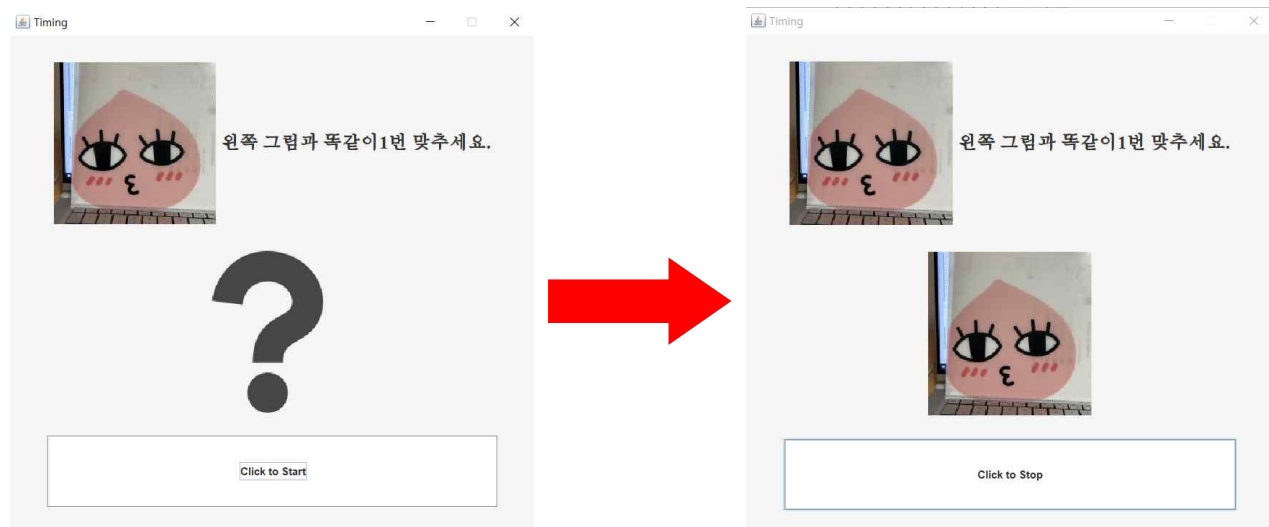 Timing
왼쪽 그림과 똑같이1번 맞추세요.
?
Click to Start
Timing
왼쪽 그림과 똑같이1번 맞추세요.
Click to Stop